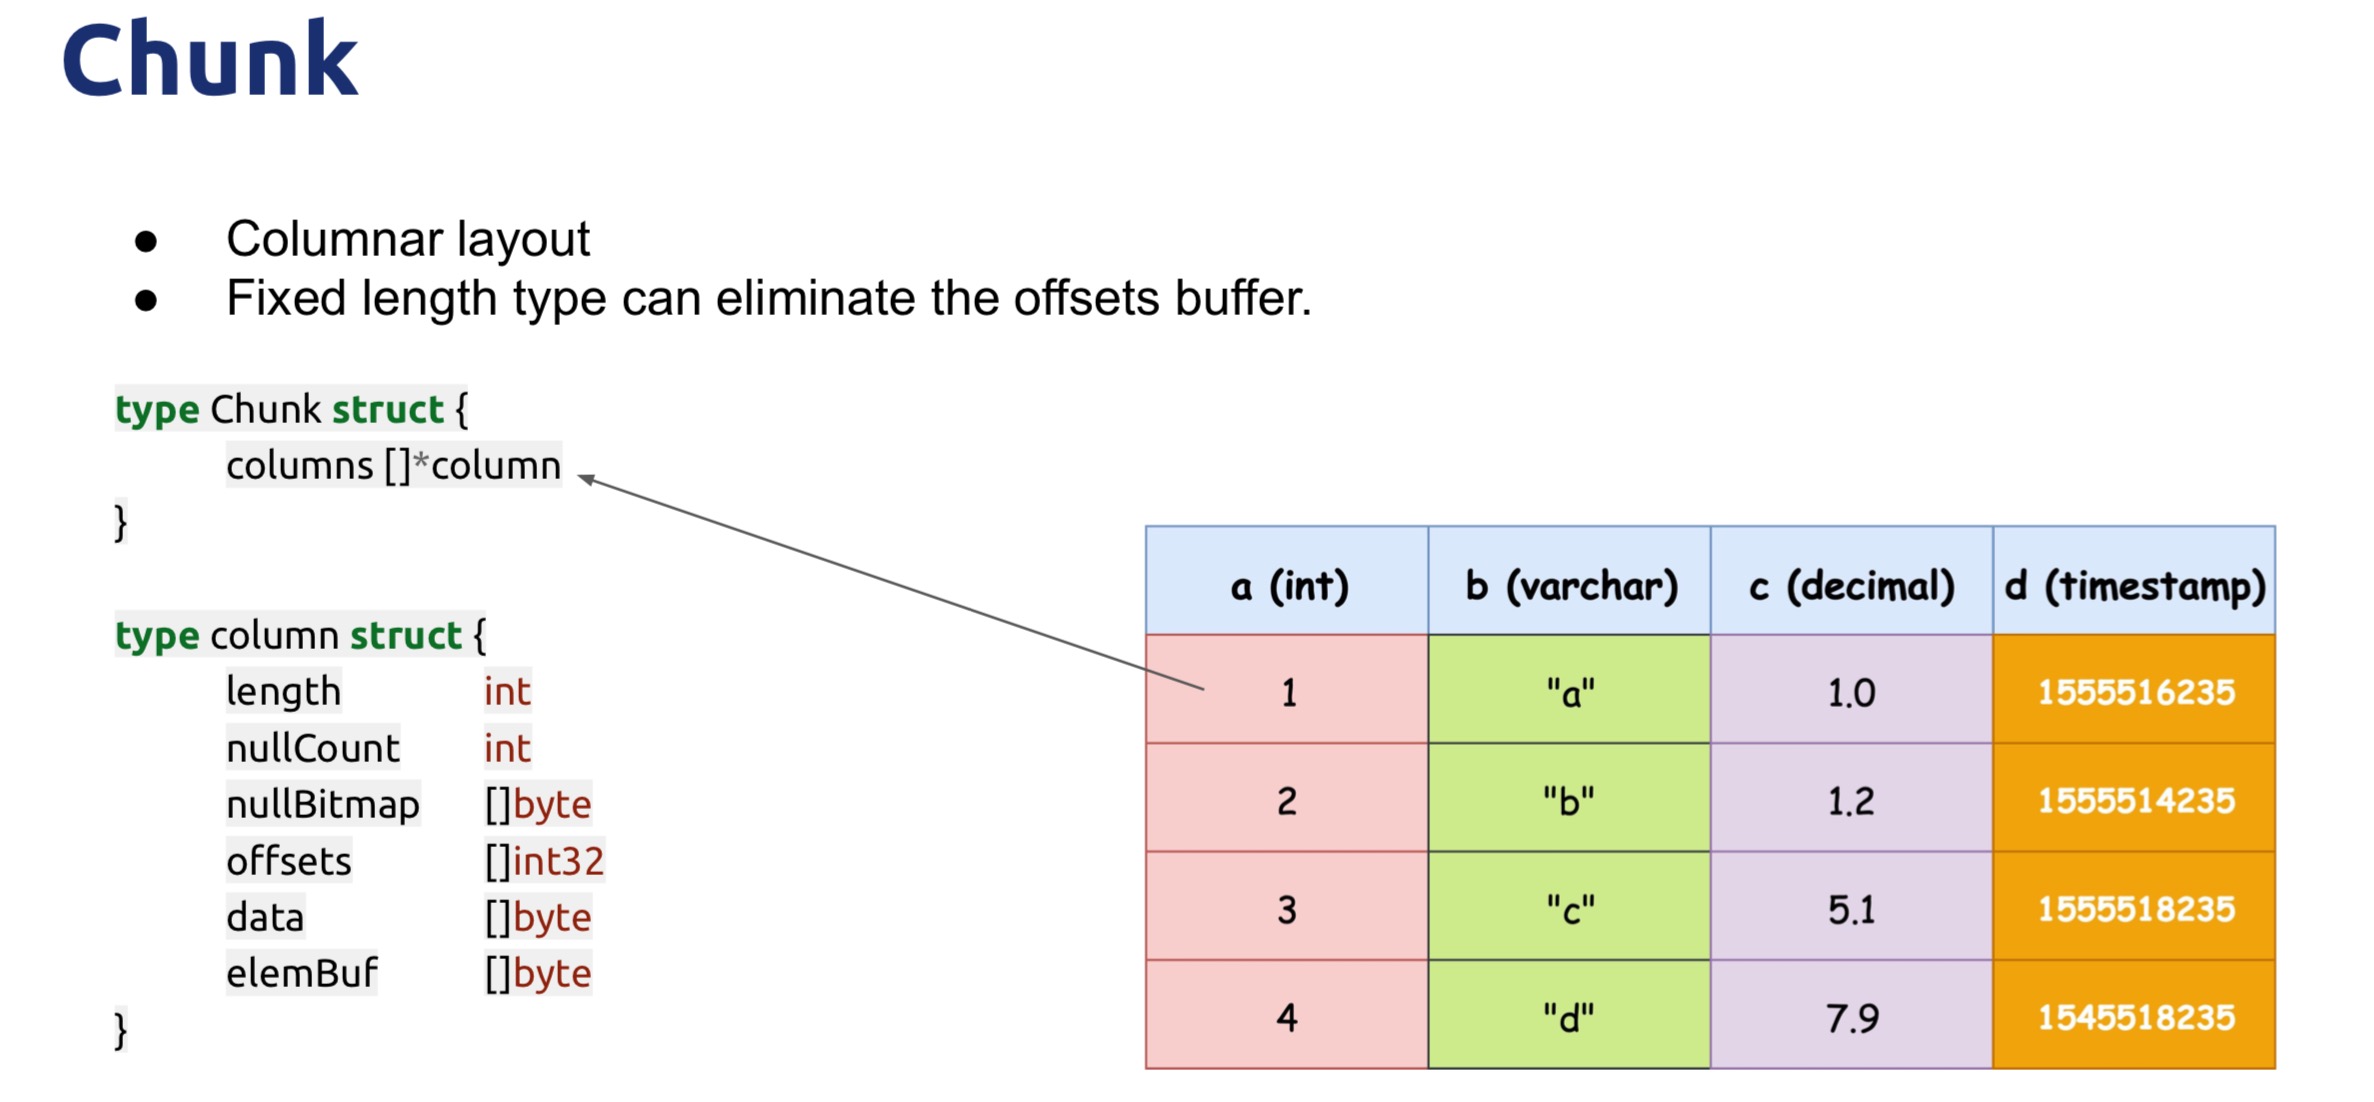 Chunk
● Columnar layout
● Fixed length type can eliminate the offsets buffer.
type Chunk struct {
columns []*column
}
type column struct {
length int
nullCount int
nullBitmap []byte
offsets []int32
data []byte
elemBuf []byte
}
a (int) b (varchar) c (decimal) d (timestamp)
1 "a" 1.0 1555516235
2 "b" 1.2 1555514235
3 "c" 5.1 1555518235
4 "d" 7.9 1545518235